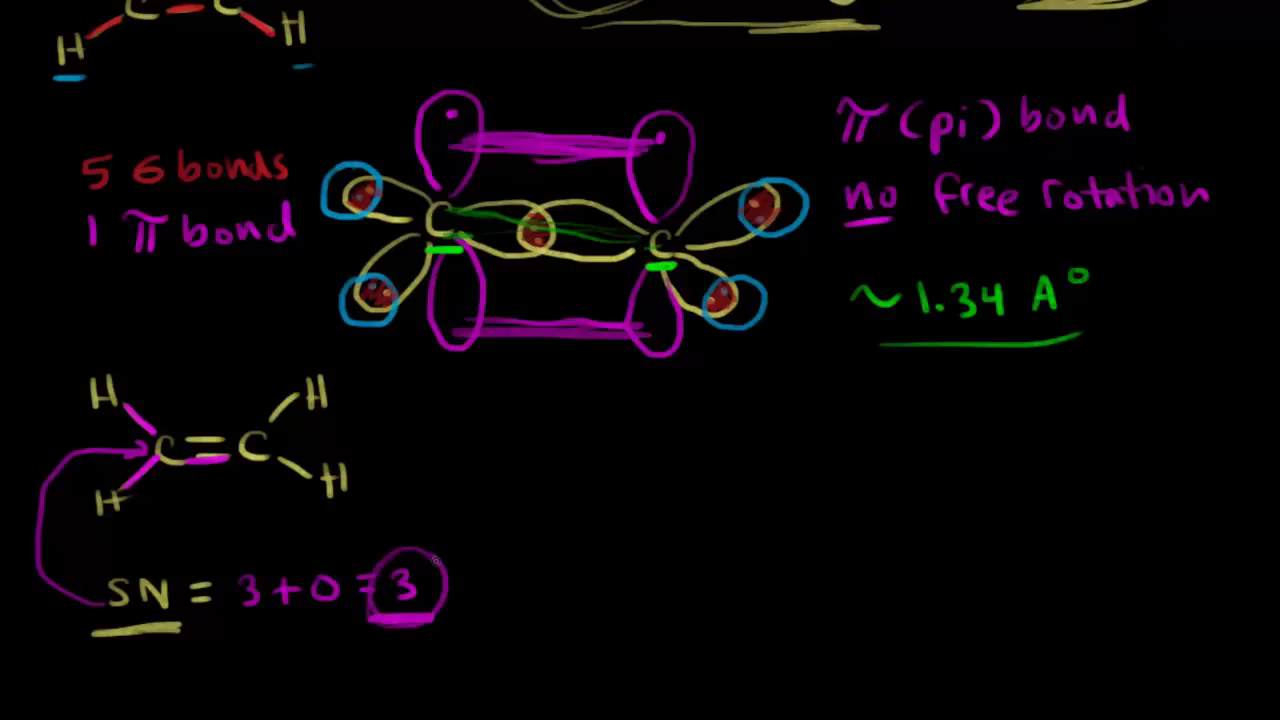 C C
H H
π (pi) bond
5 σ bonds
no free rotation
1 π bond
C C
~ 1.34 A°
H H
C = C
H H
SN = 3 + 0 = 3